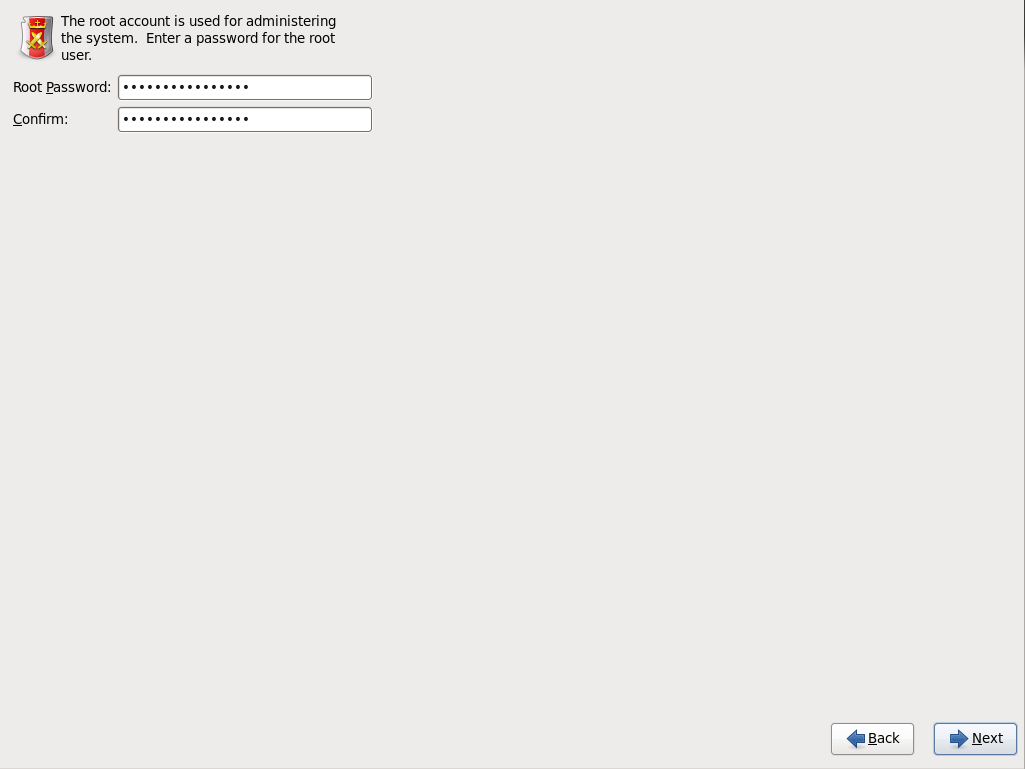 The root account is used for administering
the system.  Enter a password for the root
user.
Root Password: ••••••••••••••••
Confirm: ••••••••••••••••
Back Next